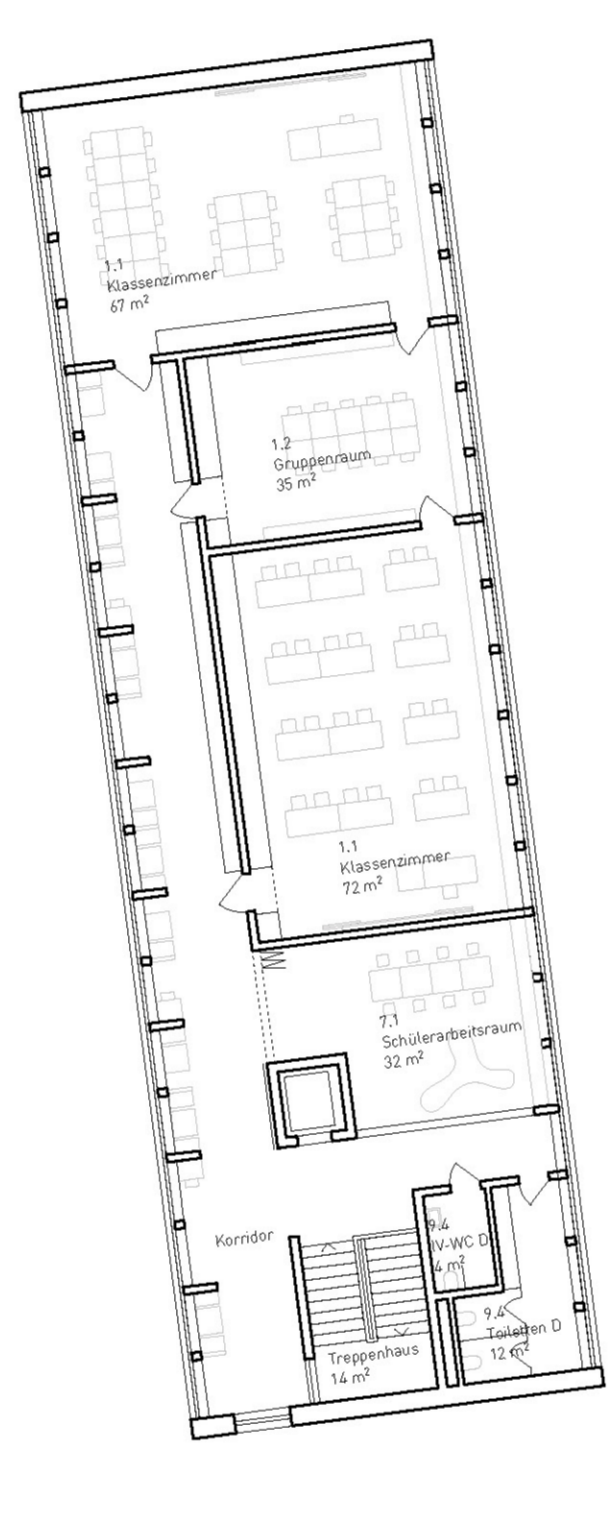 1.1
Klassenzimmer
67 m²
1.2
Gruppenraum
35 m²
1.1
Klassenzimmer
72 m²
7.1
Schülerarbeitsraum
32 m²
Korridor
9.4
IV-WC D
4 m²
9.4
Toiletten D
12 m²
Treppenhaus
14 m²